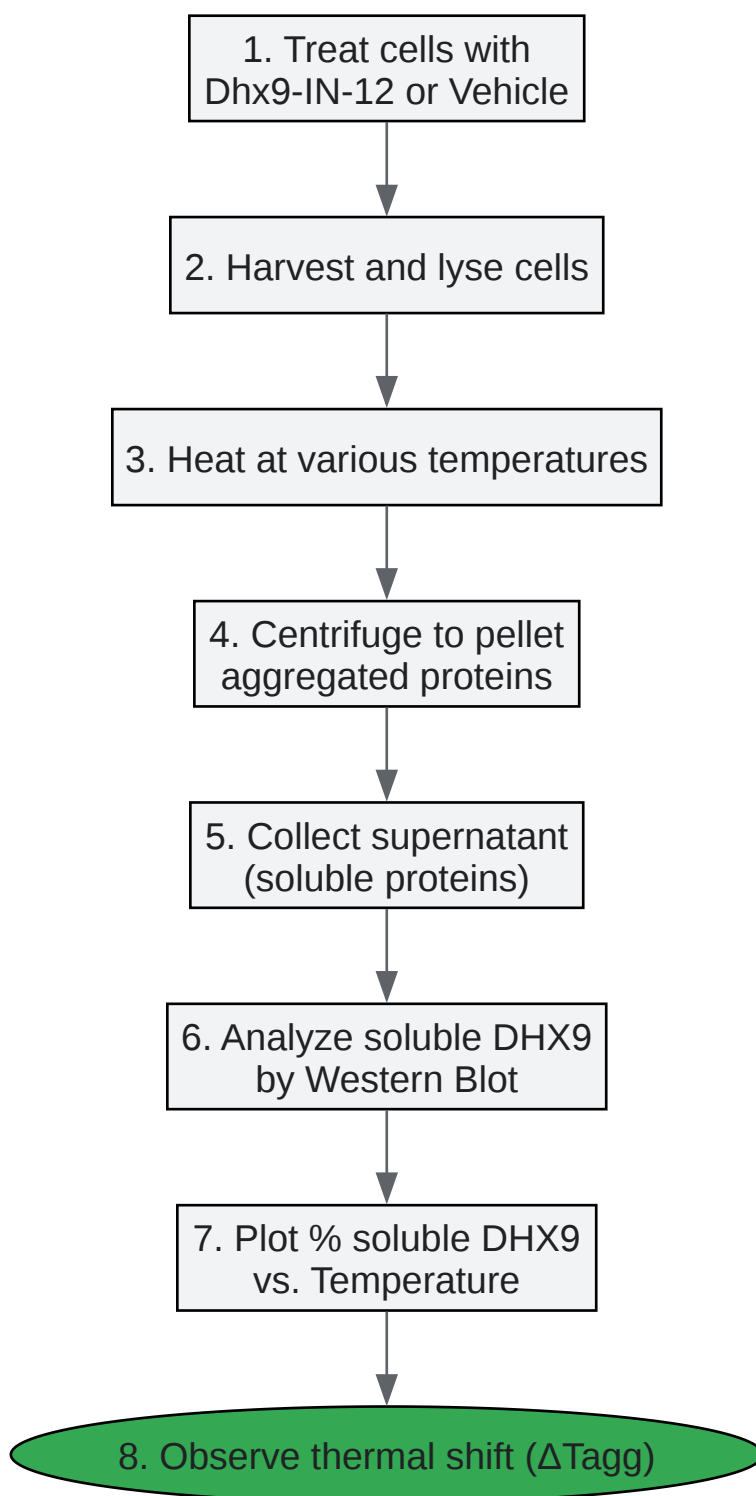 1. Treat cells with
Dhx9-IN-12 or Vehicle
2. Harvest and lyse cells
3. Heat at various temperatures
4. Centrifuge to pellet
aggregated proteins
5. Collect supernatant
(soluble proteins)
6. Analyze soluble DHX9
by Western Blot
7. Plot % soluble DHX9
vs. Temperature
8. Observe thermal shift (ΔTagg)